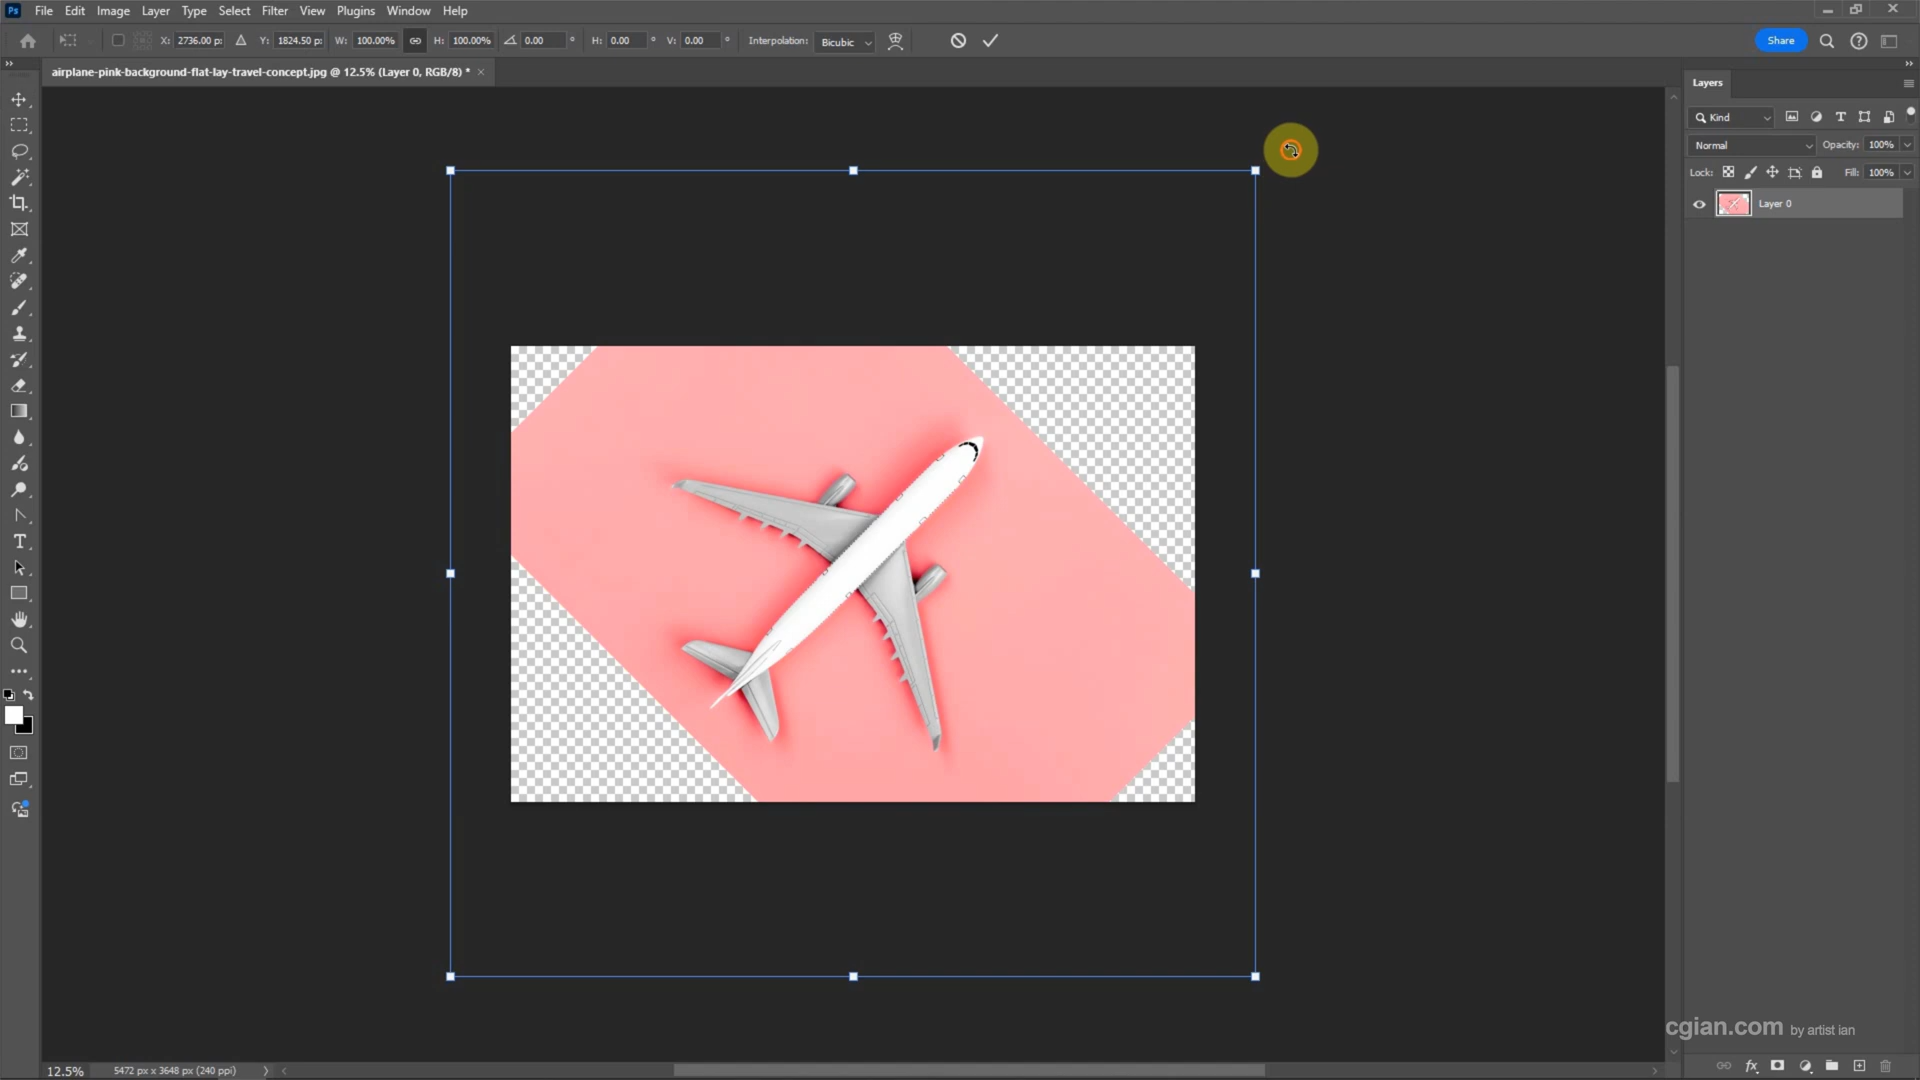 Ps File Edit Image Layer Type Select Filter View Plugins Window Help
X: 2736.00 p: Y: 1824.50 p: W: 100.00% H: 100.00% 0.00 ° H: 0.00 ° V: 0.00 ° Interpolation: Bicubic Share
airplane-pink-background-flat-lay-travel-concept.jpg @ 12.5% (Layer 0, RGB/8) * ×
Layers
Kind
Normal Opacity: 100%
Lock: Fill: 100%
Layer 0
cgian.com by artist ian
12.5% 5472 px x 3648 px (240 ppi)